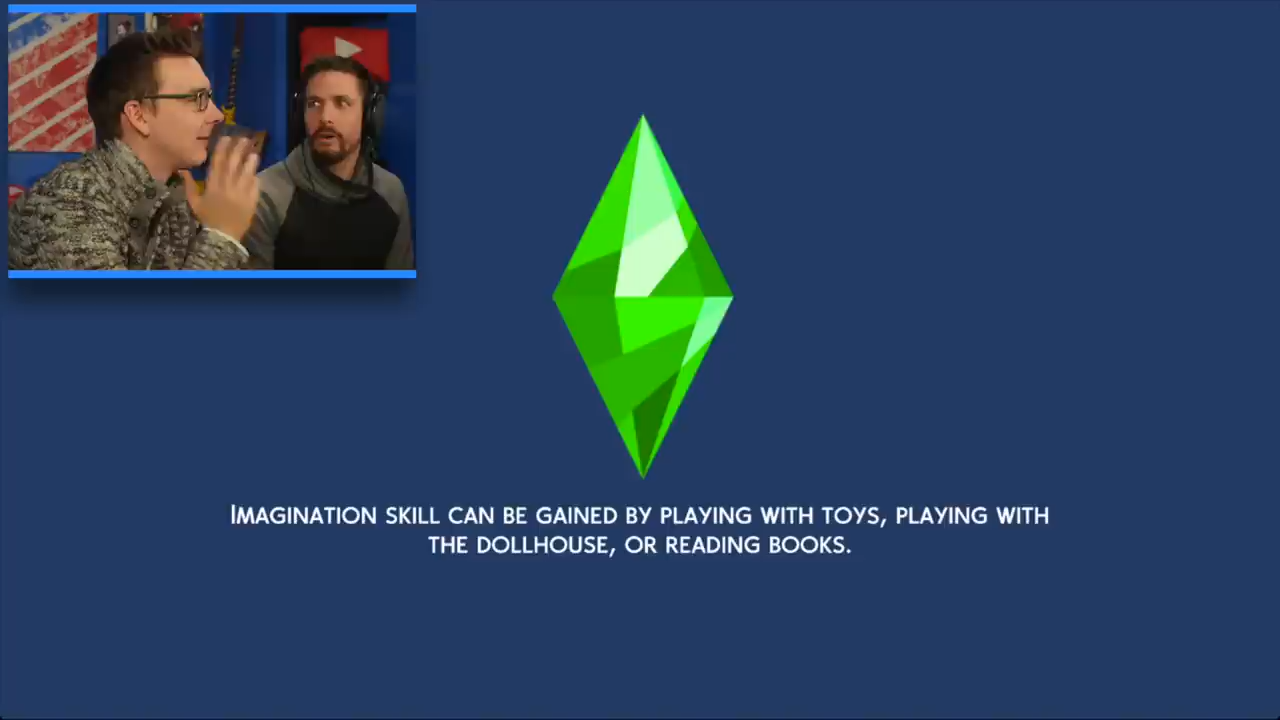 Imagination skill can be gained by playing with toys, playing with
the dollhouse, or reading books.